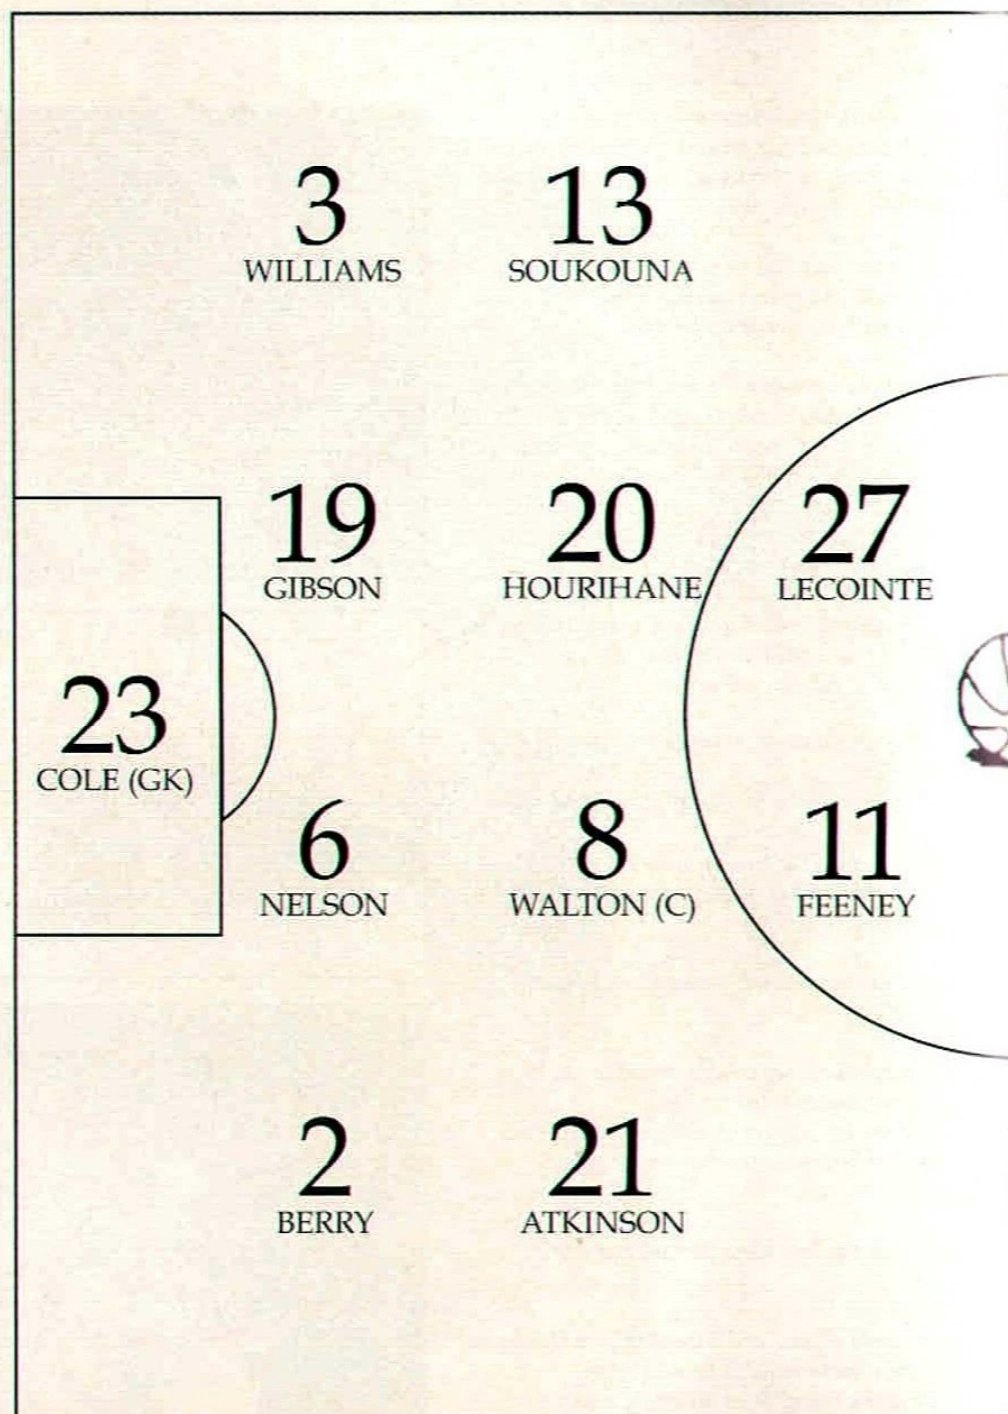 3
WILLIAMS
13
SOUKOUNA
19
GIBSON
20
HOURIHANE
27
LECOINTE
23
COLE (GK)
6
NELSON
8
WALTON (C)
11
FEENEY
2
BERRY
21
ATKINSON